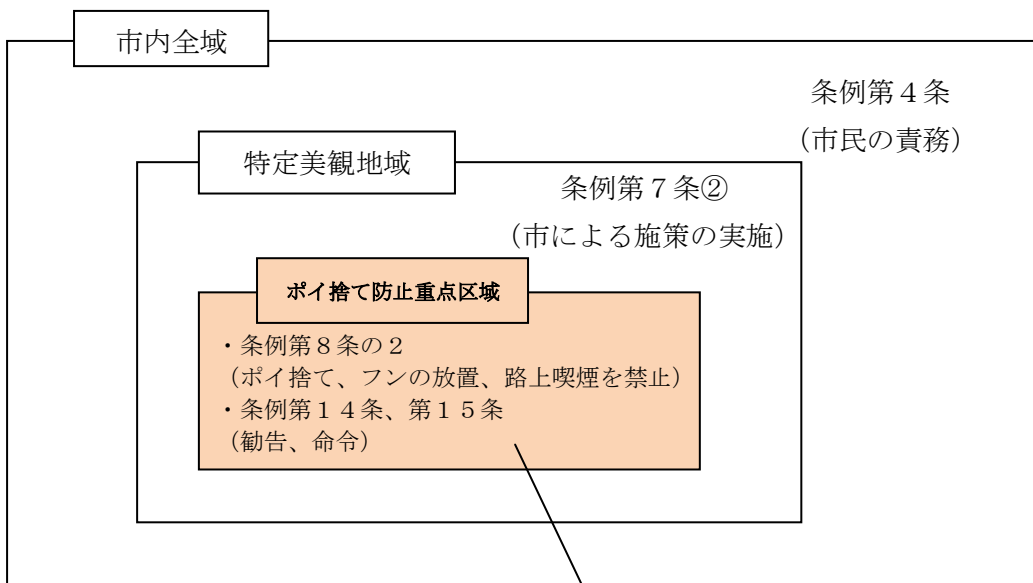 市内全域
条例第４条
（市民の責務）
特定美観地域
条例第７条②
（市による施策の実施）
ポイ捨て防止重点区域
・条例第８条の２
（ポイ捨て、フンの放置、路上喫煙を禁止）
・条例第１４条、第１５条
（勧告、命令）